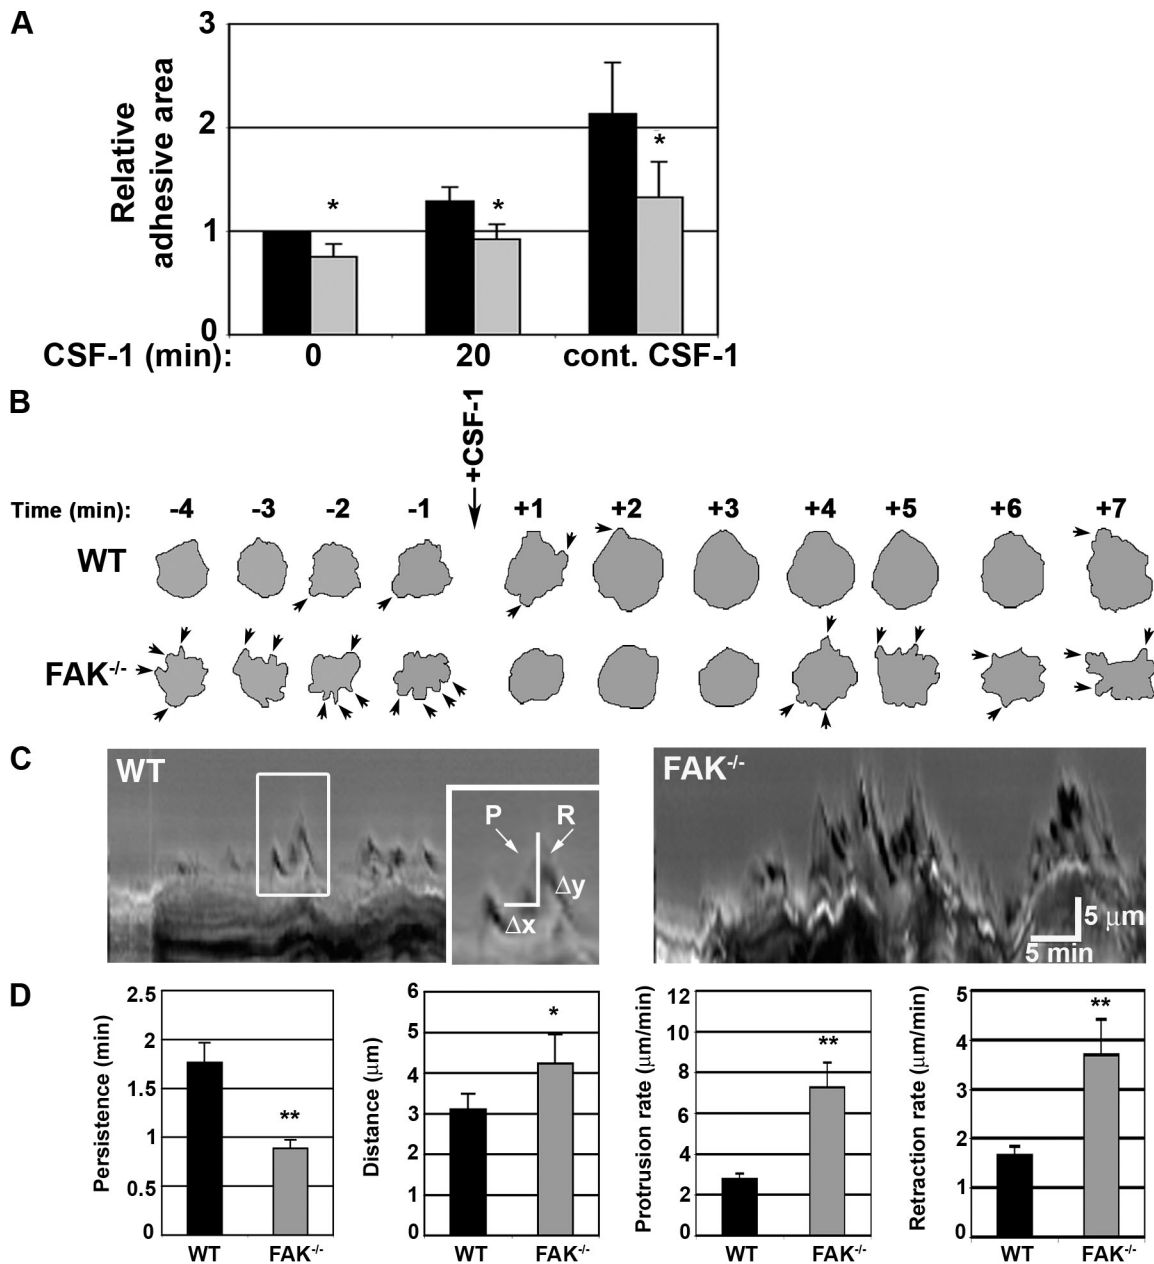 A
3
2
1
0
Relative
adhesive area
*
*
*
CSF-1 (min): 0 20 cont. CSF-1
B
+CSF-1
Time (min): -4 -3 -2 -1 +1 +2 +3 +4 +5 +6 +7
WT
FAK-/-
C
WT
P R
Δy
Δx
FAK-/-
5 μm
5 min
D
Persistence (min)
2.5
2
1.5
1
0.5
0
**
WT FAK-/-
Distance (μm)
6
5
4
3
2
1
0
*
WT FAK-/-
Protrusion rate (μm/min)
12
10
8
6
4
2
0
**
WT FAK-/-
Retraction rate (μm/min)
5
4
3
2
1
0
**
WT FAK-/-